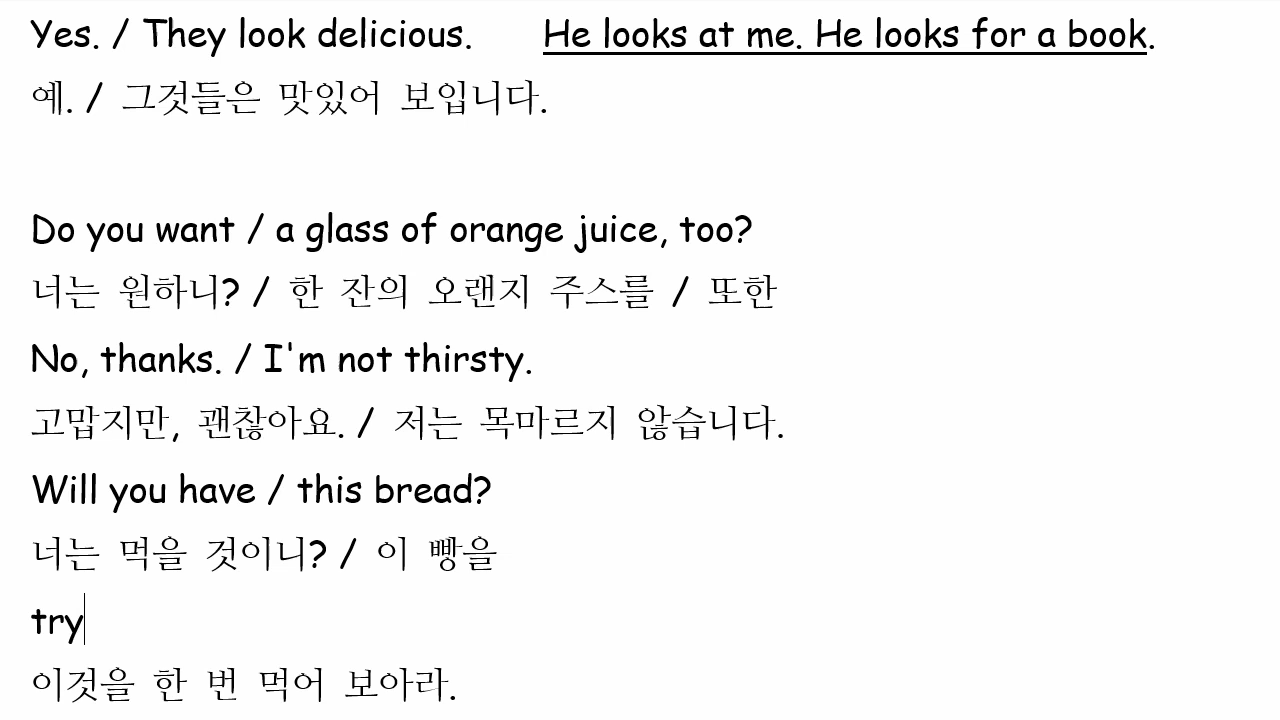 Yes. / They look delicious. He looks at me. He looks for a book.
예. / 그것들은 맛있어 보입니다.
Do you want / a glass of orange juice, too?
너는 원하니? / 한 잔의 오랜지 주스를 / 또한
No, thanks. / I'm not thirsty.
고맙지만, 괜찮아요. / 저는 목마르지 않습니다.
Will you have / this bread?
너는 먹을 것이니? / 이 빵을
try
이것을 한 번 먹어 보아라.